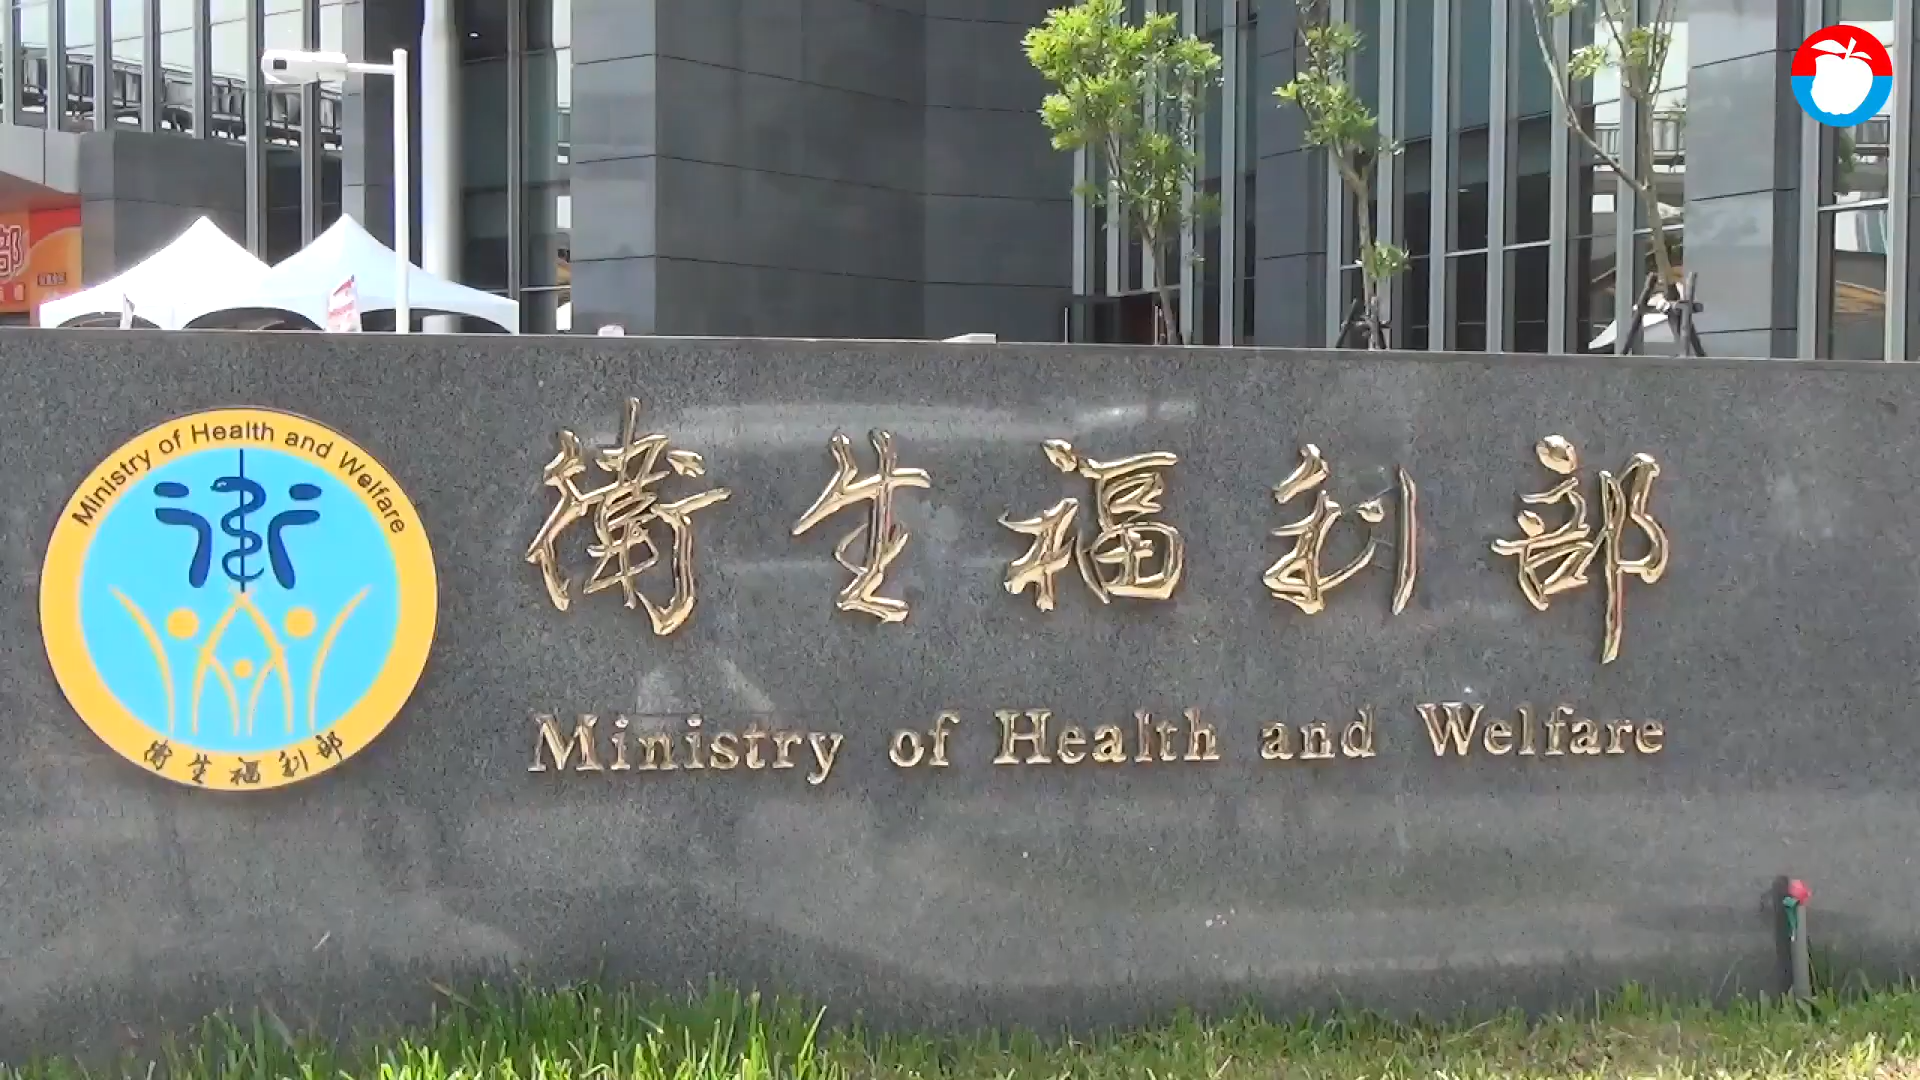 部
Ministry of Health and Welfare
衛生福利部
衛生福利部
Ministry of Health and Welfare